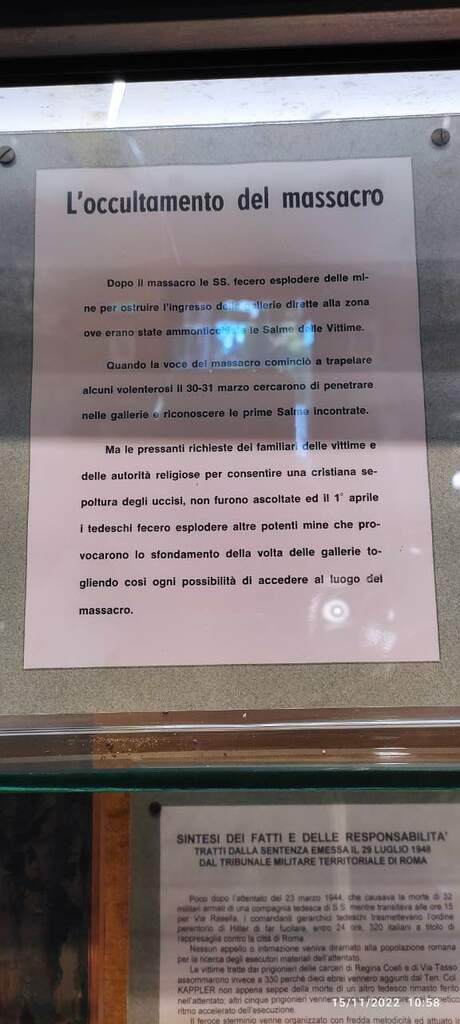 L'occultamento del massacro
Dopo il massacro le SS. fecero esplodere delle mi-
ne per ostruire l'ingresso delle gallerie dirette alla zona
ove erano state ammonticchiate le Salme delle Vittime.
Quando la voce del massacro cominciò a trapelare
alcuni volenterosi il 30-31 marzo cercarono di penetrare
nelle gallerie e riconoscere le prime Salme incontrate.
Ma le pressanti richieste dei familiari delle vittime e
delle autorità religiose per consentire una cristiana se-
poltura degli uccisi, non furono ascoltate ed il 1° aprile
i tedeschi fecero esplodere altre potenti mine che pro-
vocarono lo sfondamento della volta delle gallerie to-
gliendo così ogni possibilità di accedere al luogo del
massacro.
SINTESI DEI FATTI E DELLE RESPONSABILITA'
TRATTI DALLA SENTENZA EMESSA IL 29 LUGLIO 1948
DAL TRIBUNALE MILITARE TERRITORIALE DI ROMA
Poco dopo l'attentato del 23 marzo 1944, che causava la morte di 32
militari armati di una compagnia tedesca di S.S. mentre transitava alle ore 15
per Via Rasella, i comandanti gerarchici tedeschi trasmettevano l'ordine
perentorio di Hitler di far fucilare, entro 24 ore, 320 italiani a titolo di
rappresaglia contro la città di Roma.
Nessun appello o intimazione veniva diramato alla popolazione romana
per la ricerca degli esecutori materiali dell'attentato.
Le vittime tratte dai prigionieri delle carceri di Regina Coeli e di Via Tasso
assommarono invece a 330 perché dieci ebrei vennero aggiunti dal Ten. Col.
KAPPLER non appena seppe della morte di un altro tedesco rimasto ferito
nell'attentato; altri cinque prigionieri
ritmo accelerato dell'esecuzione.
Il feroce sterminio venne organizzato con fredda metodicità ed attuato
15/11/2022 10:58